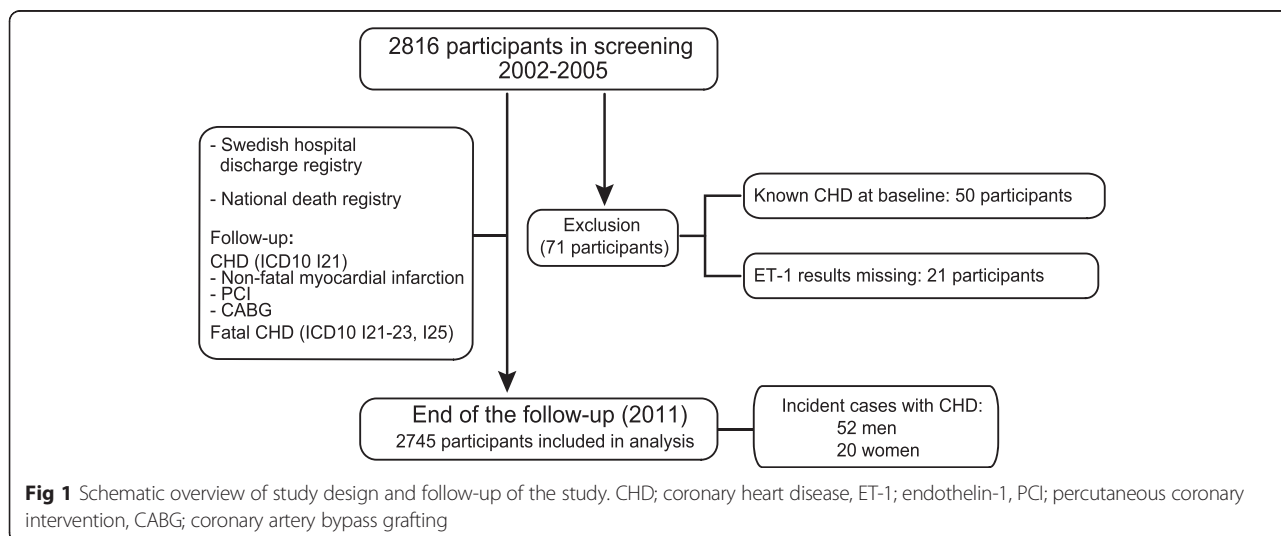 2816 participants in screening
2002-2005
- Swedish hospital
discharge registry
- National death registry
Follow-up:
CHD (ICD10 I21)
- Non-fatal myocardial infarction
- PCI
- CABG
Fatal CHD (ICD10 I21-23, I25)
Exclusion
(71 participants)
Known CHD at baseline: 50 participants
ET-1 results missing: 21 participants
End of the follow-up (2011)
2745 participants included in analysis
Incident cases with CHD:
52 men
20 women
Fig 1 Schematic overview of study design and follow-up of the study. CHD; coronary heart disease, ET-1; endothelin-1, PCI; percutaneous coronary
intervention, CABG; coronary artery bypass grafting